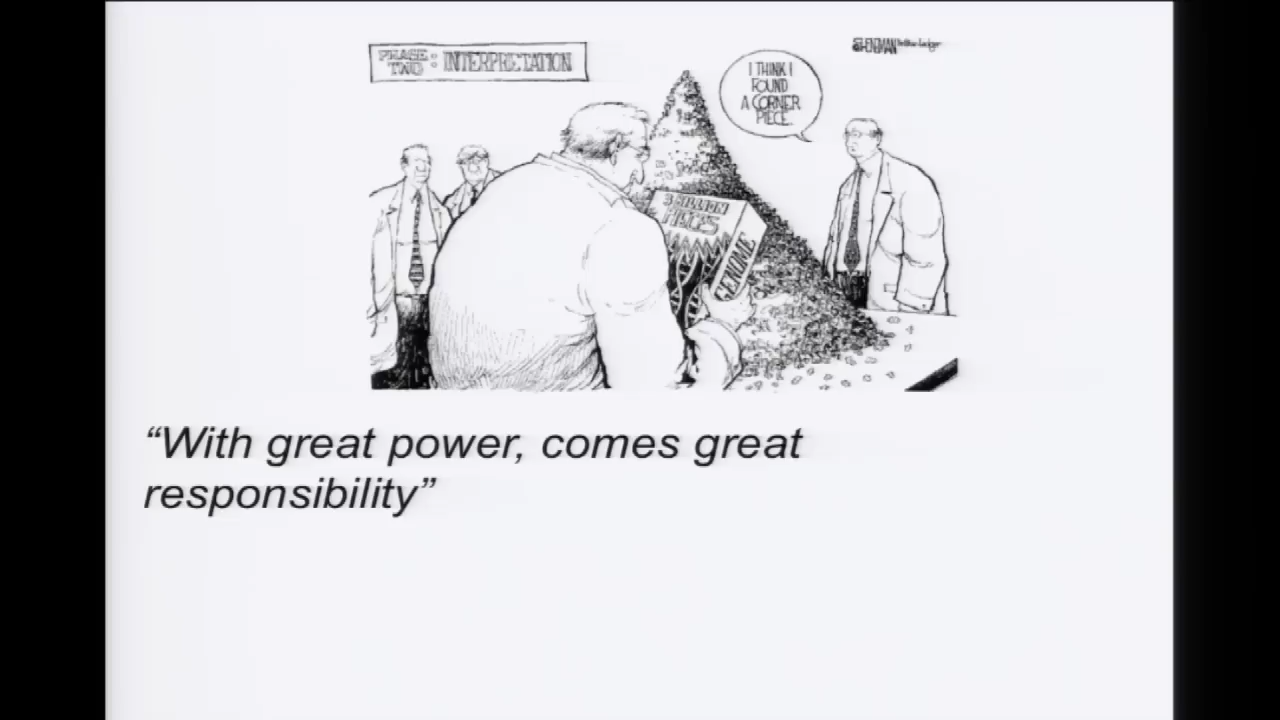 PHASE TWO: INTERPRETATION
I THINK I
FOUND
A CORNER
PIECE.
3 BILLION
PIECES
GENOME
“With great power, comes great
responsibility”